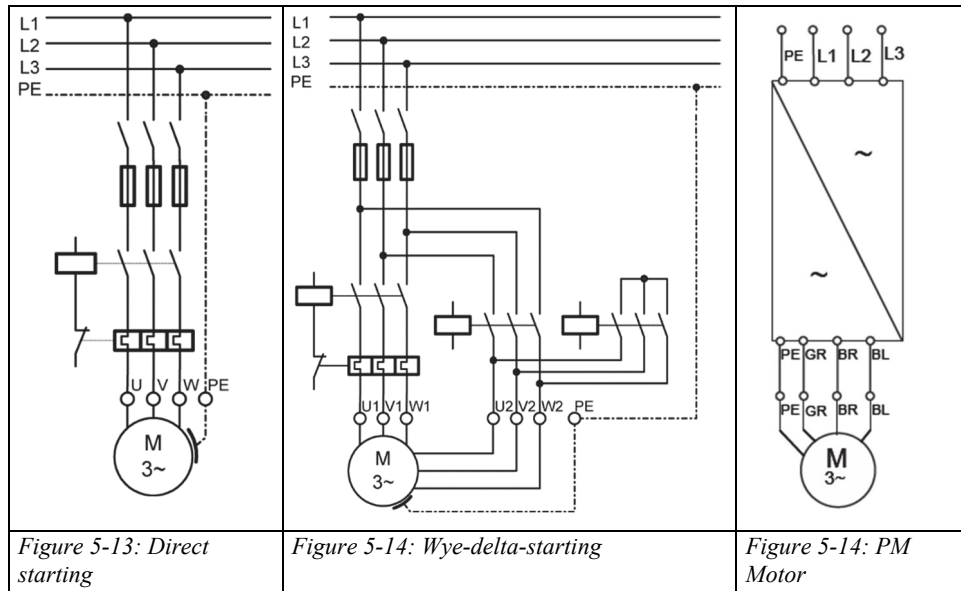 L1
L2
L3
PE
U V W PE
M
3~
Figure 5-13: Direct
starting
L1
L2
L3
PE
U1 V1 W1 U2 V2 W2 PE
M
3~
Figure 5-14: Wye-delta-starting
PE L1 L2 L3
~
~
PE GR BR BL
PE GR BR BL
M
3~
Figure 5-14: PM
Motor